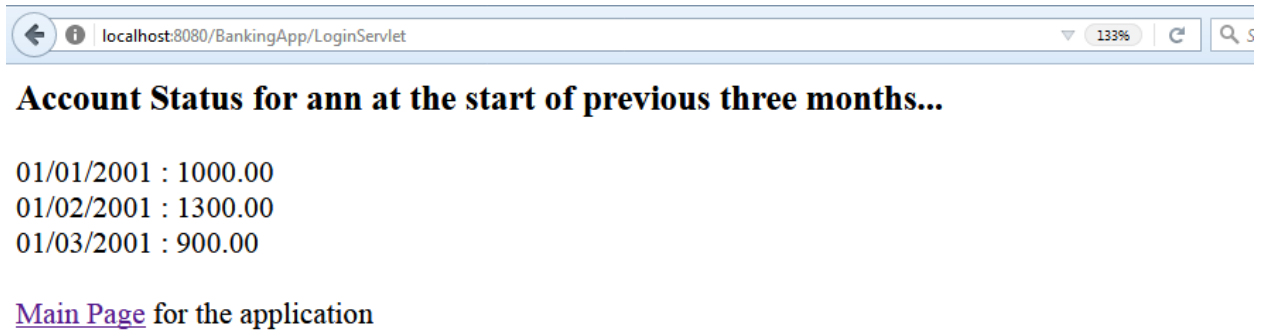 localhost:8080/BankingApp/LoginServlet 133% S
Account Status for ann at the start of previous three months...
01/01/2001 : 1000.00
01/02/2001 : 1300.00
01/03/2001 : 900.00
Main Page for the application